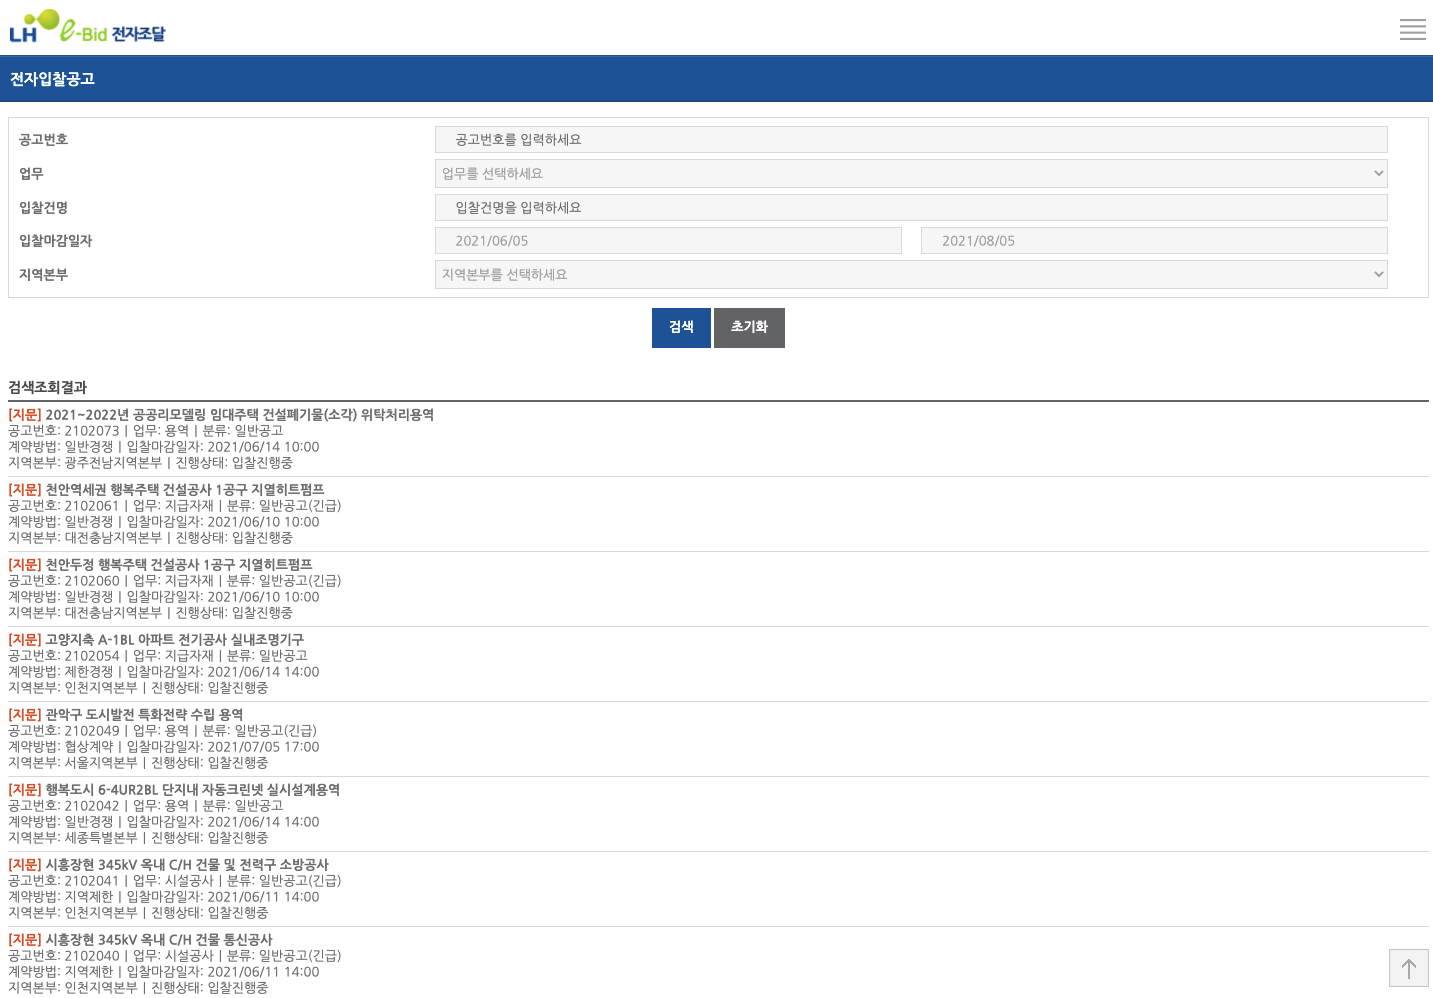 LH e-Bid 전자조달
전자입찰공고
공고번호 공고번호를 입력하세요
업무 업무를 선택하세요
입찰건명 입찰건명을 입력하세요
입찰마감일자 2021/06/05 2021/08/05
지역본부 지역본부를 선택하세요
검색 초기화
검색조회결과
[지문] 2021~2022년 공공리모델링 임대주택 건설폐기물(소각) 위탁처리용역
공고번호: 2102073 | 업무: 용역 | 분류: 일반공고
계약방법: 일반경쟁 | 입찰마감일자: 2021/06/14 10:00
지역본부: 광주전남지역본부 | 진행상태: 입찰진행중
[지문] 천안역세권 행복주택 건설공사 1공구 지열히트펌프
공고번호: 2102061 | 업무: 지급자재 | 분류: 일반공고(긴급)
계약방법: 일반경쟁 | 입찰마감일자: 2021/06/10 10:00
지역본부: 대전충남지역본부 | 진행상태: 입찰진행중
[지문] 천안두정 행복주택 건설공사 1공구 지열히트펌프
공고번호: 2102060 | 업무: 지급자재 | 분류: 일반공고(긴급)
계약방법: 일반경쟁 | 입찰마감일자: 2021/06/10 10:00
지역본부: 대전충남지역본부 | 진행상태: 입찰진행중
[지문] 고양지축 A-1BL 아파트 전기공사 실내조명기구
공고번호: 2102054 | 업무: 지급자재 | 분류: 일반공고
계약방법: 제한경쟁 | 입찰마감일자: 2021/06/14 14:00
지역본부: 인천지역본부 | 진행상태: 입찰진행중
[지문] 관악구 도시발전 특화전략 수립 용역
공고번호: 2102049 | 업무: 용역 | 분류: 일반공고(긴급)
계약방법: 협상계약 | 입찰마감일자: 2021/07/05 17:00
지역본부: 서울지역본부 | 진행상태: 입찰진행중
[지문] 행복도시 6-4UR2BL 단지내 자동크린넷 실시설계용역
공고번호: 2102042 | 업무: 용역 | 분류: 일반공고
계약방법: 일반경쟁 | 입찰마감일자: 2021/06/14 14:00
지역본부: 세종특별본부 | 진행상태: 입찰진행중
[지문] 시흥장현 345kV 옥내 C/H 건물 및 전력구 소방공사
공고번호: 2102041 | 업무: 시설공사 | 분류: 일반공고(긴급)
계약방법: 지역제한 | 입찰마감일자: 2021/06/11 14:00
지역본부: 인천지역본부 | 진행상태: 입찰진행중
[지문] 시흥장현 345kV 옥내 C/H 건물 통신공사
공고번호: 2102040 | 업무: 시설공사 | 분류: 일반공고(긴급)
계약방법: 지역제한 | 입찰마감일자: 2021/06/11 14:00
지역본부: 인천지역본부 | 진행상태: 입찰진행중